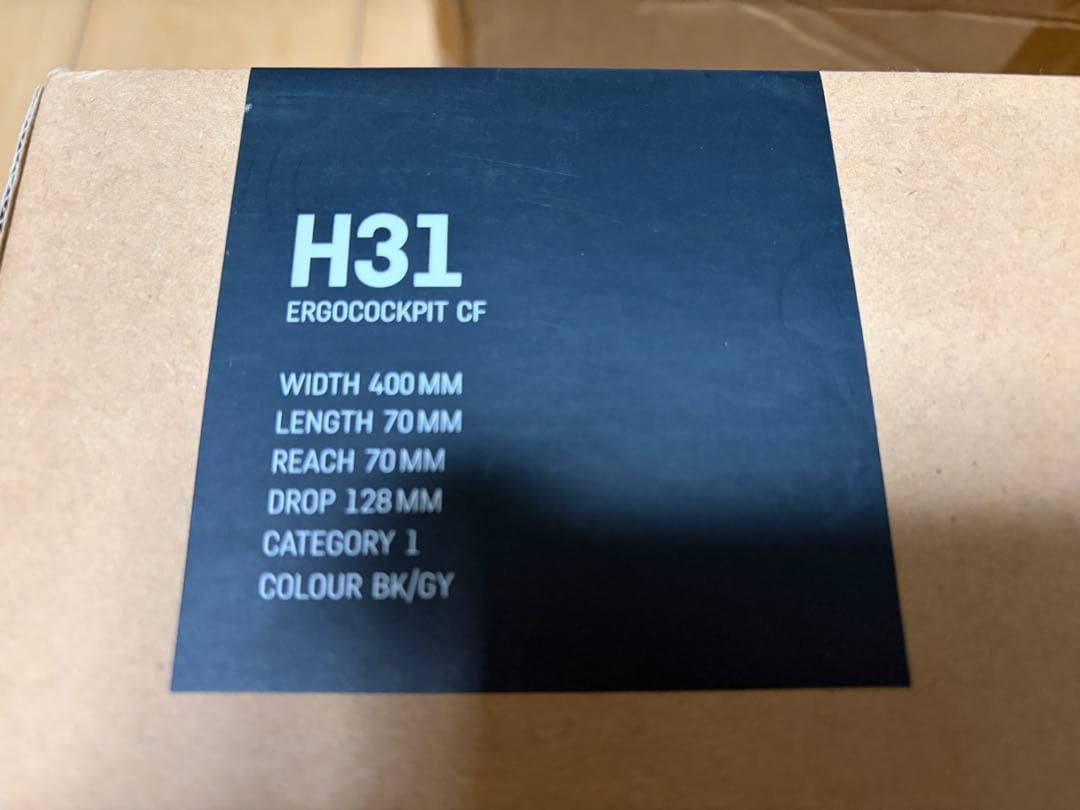 H31
ERGOCOCKPIT CF
WIDTH 400 MM
LENGTH 70 MM
REACH 70 MM
DROP 128 MM
CATEGORY 1
COLOUR BK/GY